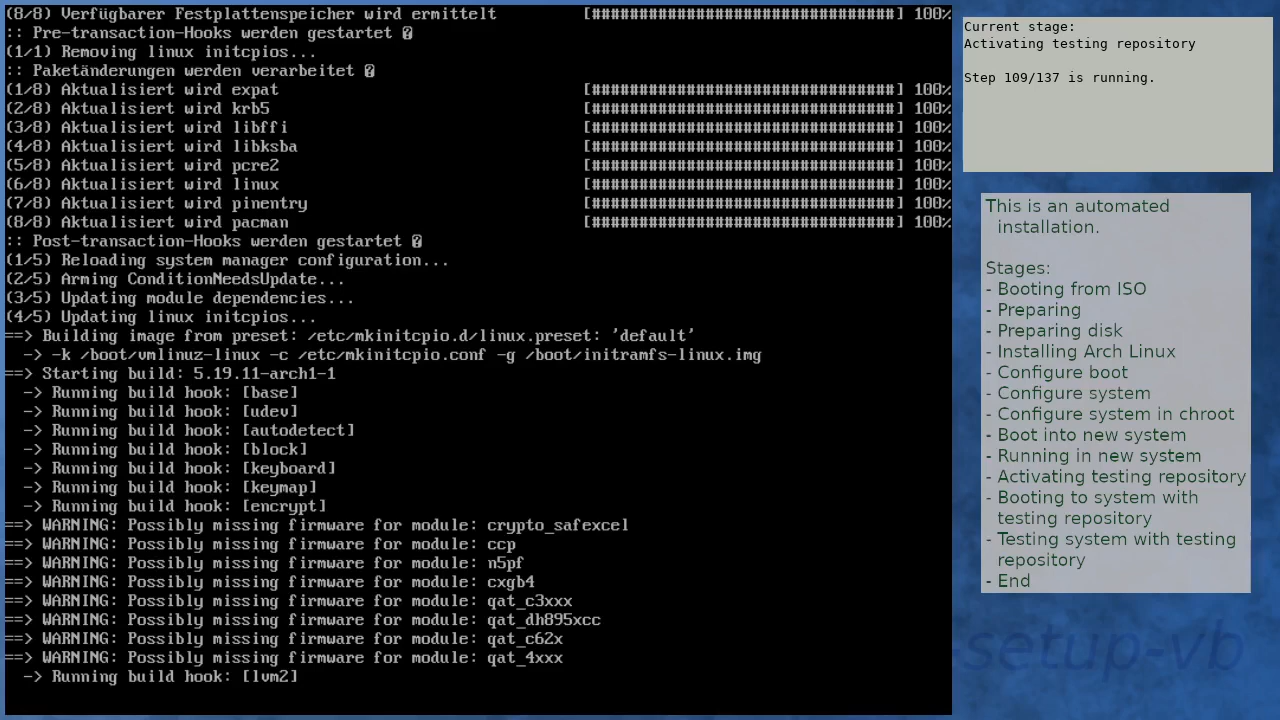 (8/8) Verfügbarer Festplattenspeicher wird ermittelt [################################] 100%
:: Pre-transaction-Hooks werden gestartet �
(1/1) Removing linux initcpios...
:: Paketänderungen werden verarbeitet �
(1/8) Aktualisiert wird expat [################################] 100%
(2/8) Aktualisiert wird krb5 [################################] 100%
(3/8) Aktualisiert wird libffi [################################] 100%
(4/8) Aktualisiert wird libksba [################################] 100%
(5/8) Aktualisiert wird pcre2 [################################] 100%
(6/8) Aktualisiert wird linux [################################] 100%
(7/8) Aktualisiert wird pinentry [################################] 100%
(8/8) Aktualisiert wird pacman [################################] 100%
:: Post-transaction-Hooks werden gestartet �
(1/5) Reloading system manager configuration...
(2/5) Arming ConditionNeedsUpdate...
(3/5) Updating module dependencies...
(4/5) Updating linux initcpios...
==> Building image from preset: /etc/mkinitcpio.d/linux.preset: 'default'
-> -k /boot/vmlinuz-linux -c /etc/mkinitcpio.conf -g /boot/initramfs-linux.img
==> Starting build: 5.19.11-arch1-1
-> Running build hook: [base]
-> Running build hook: [udev]
-> Running build hook: [autodetect]
-> Running build hook: [block]
-> Running build hook: [keyboard]
-> Running build hook: [keymap]
-> Running build hook: [encrypt]
==> WARNING: Possibly missing firmware for module: crypto_safexcel
==> WARNING: Possibly missing firmware for module: ccp
==> WARNING: Possibly missing firmware for module: n5pf
==> WARNING: Possibly missing firmware for module: cxgb4
==> WARNING: Possibly missing firmware for module: qat_c3xxx
==> WARNING: Possibly missing firmware for module: qat_dh895xcc
==> WARNING: Possibly missing firmware for module: qat_c62x
==> WARNING: Possibly missing firmware for module: qat_4xxx
-> Running build hook: [lvm2]
Current stage:
Activating testing repository
Step 109/137 is running.
This is an automated
installation.
Stages:
- Booting from ISO
- Preparing
- Preparing disk
- Installing Arch Linux
- Configure boot
- Configure system
- Configure system in chroot
- Boot into new system
- Running in new system
- Activating testing repository
- Booting to system with
testing repository
- Testing system with testing
repository
- End
-setup-vb